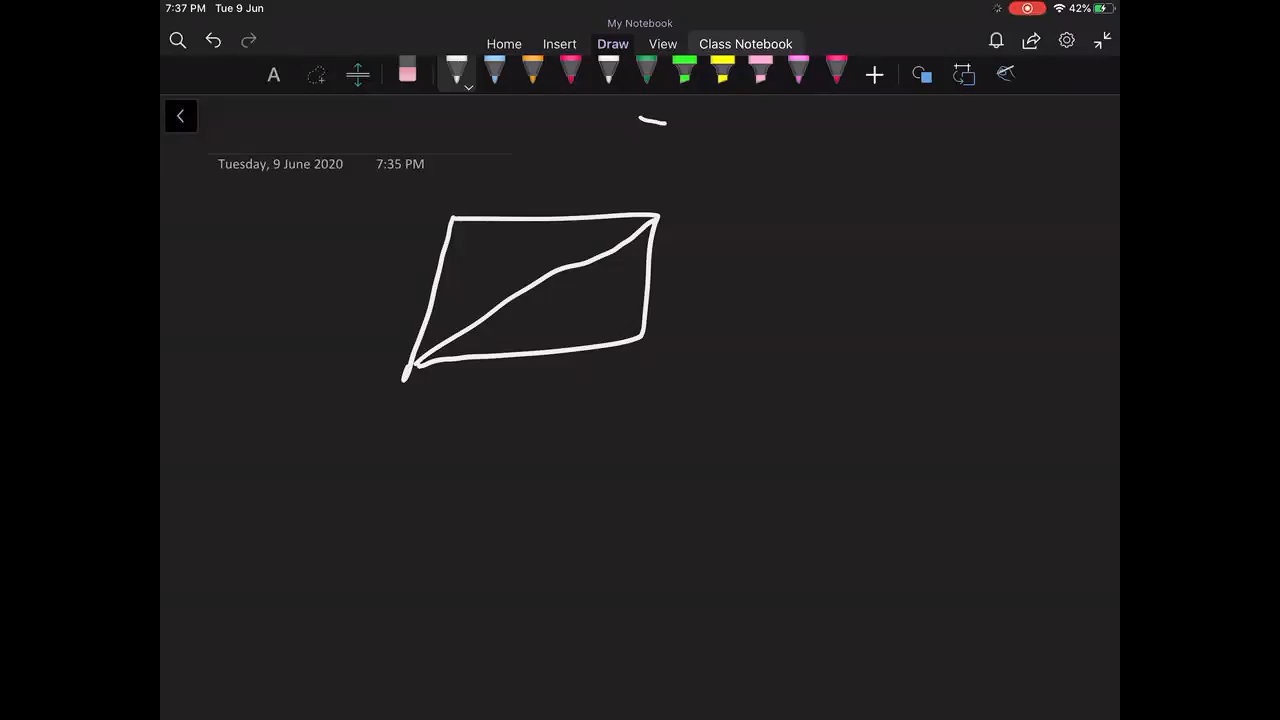 7:37 PM Tue 9 Jun
42%
My Notebook
Home Insert Draw View Class Notebook
A
Tuesday, 9 June 2020 7:35 PM